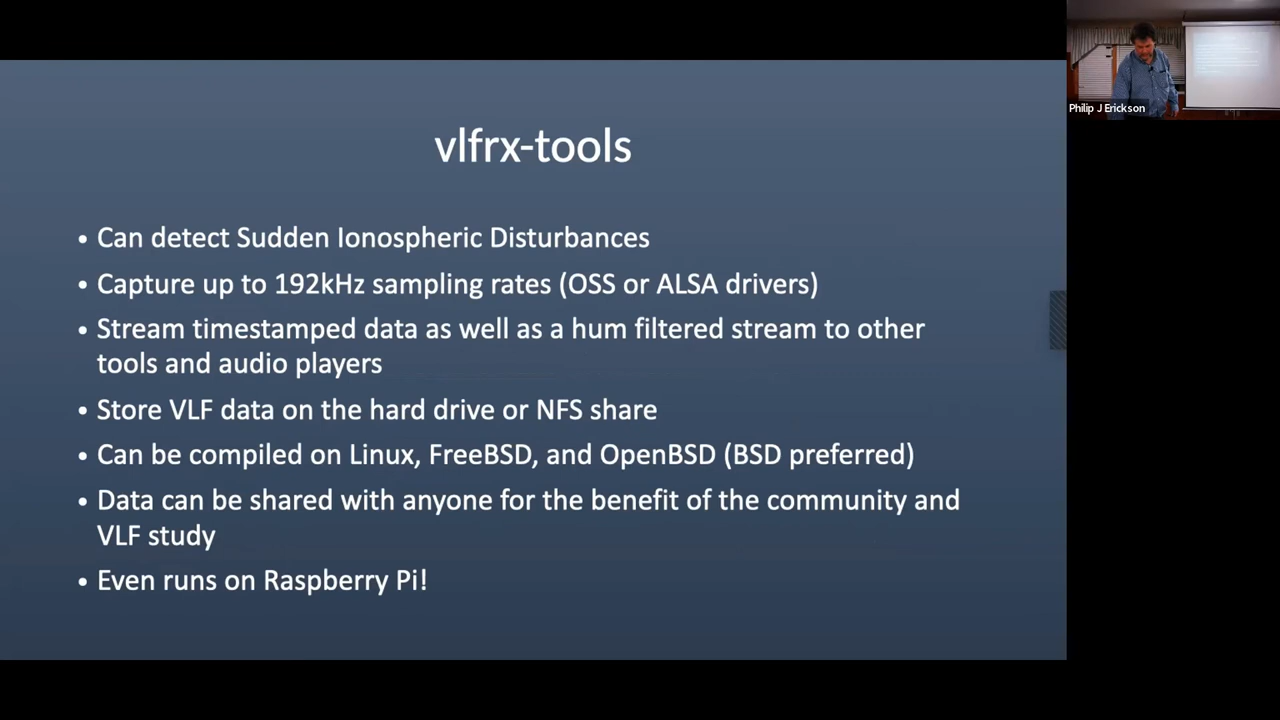 vlfrx-tools
• Can detect Sudden Ionospheric Disturbances
• Capture up to 192kHz sampling rates (OSS or ALSA drivers)
• Stream timestamped data as well as a hum filtered stream to other
tools and audio players
• Store VLF data on the hard drive or NFS share
• Can be compiled on Linux, FreeBSD, and OpenBSD (BSD preferred)
• Data can be shared with anyone for the benefit of the community and
VLF study
• Even runs on Raspberry Pi!
Philip J Erickson